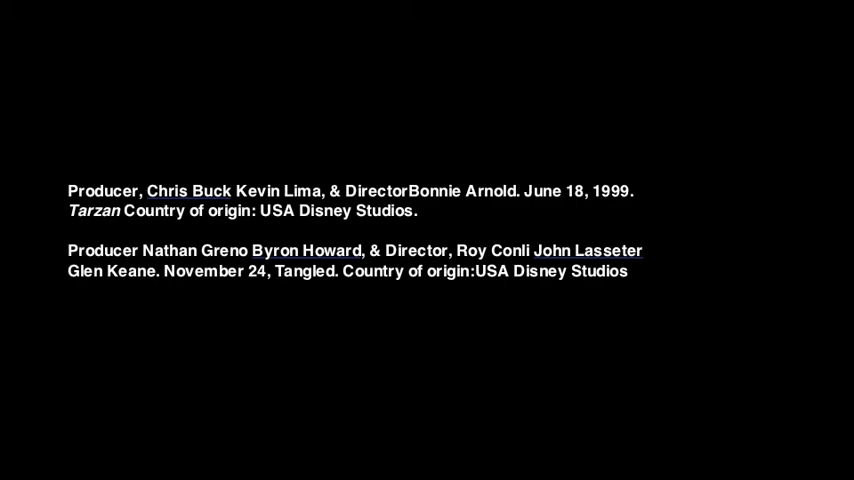 Producer, Chris Buck Kevin Lima, & DirectorBonnie Arnold. June 18, 1999.
Tarzan Country of origin: USA Disney Studios.
Producer Nathan Greno Byron Howard, & Director, Roy Conli John Lasseter
Glen Keane. November 24, Tangled. Country of origin:USA Disney Studios